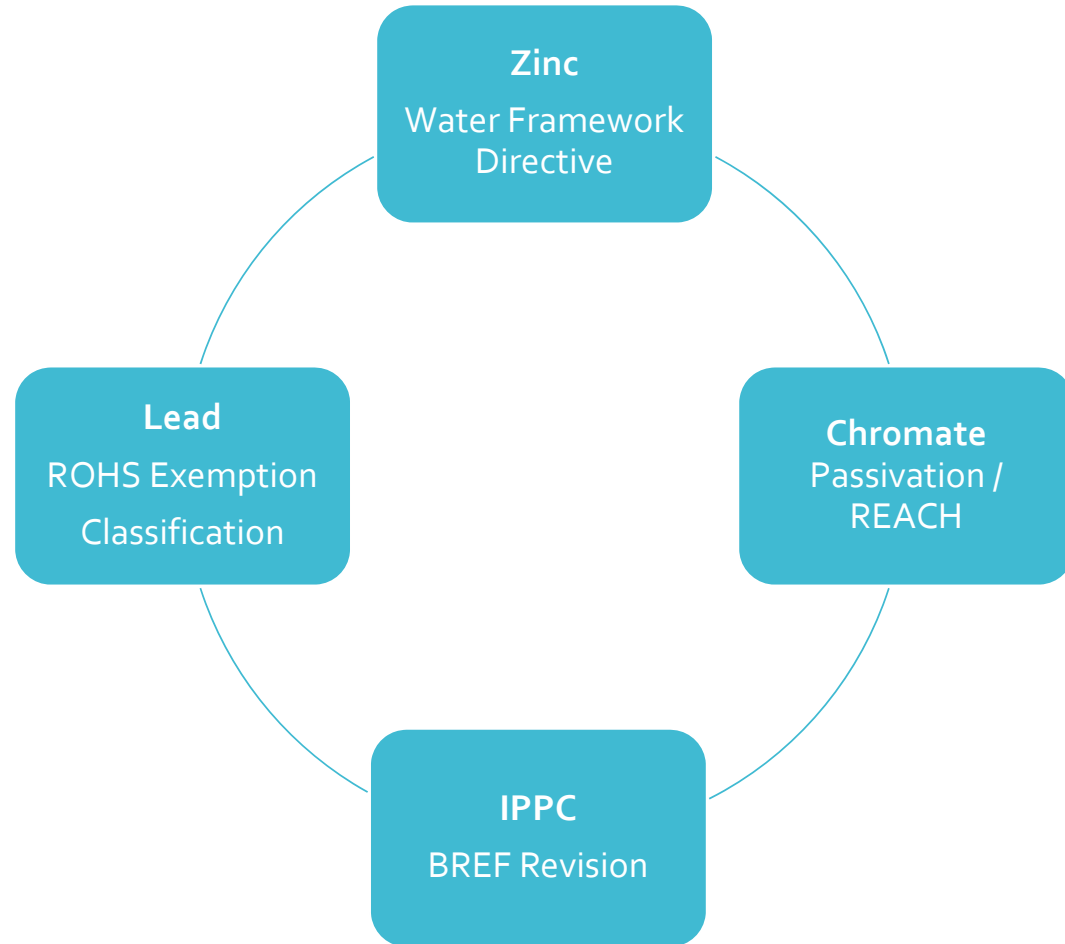 Zinc
Water Framework
Directive
Lead
ROHS Exemption
Classification
Chromate
Passivation /
REACH
IPPC
BREF Revision